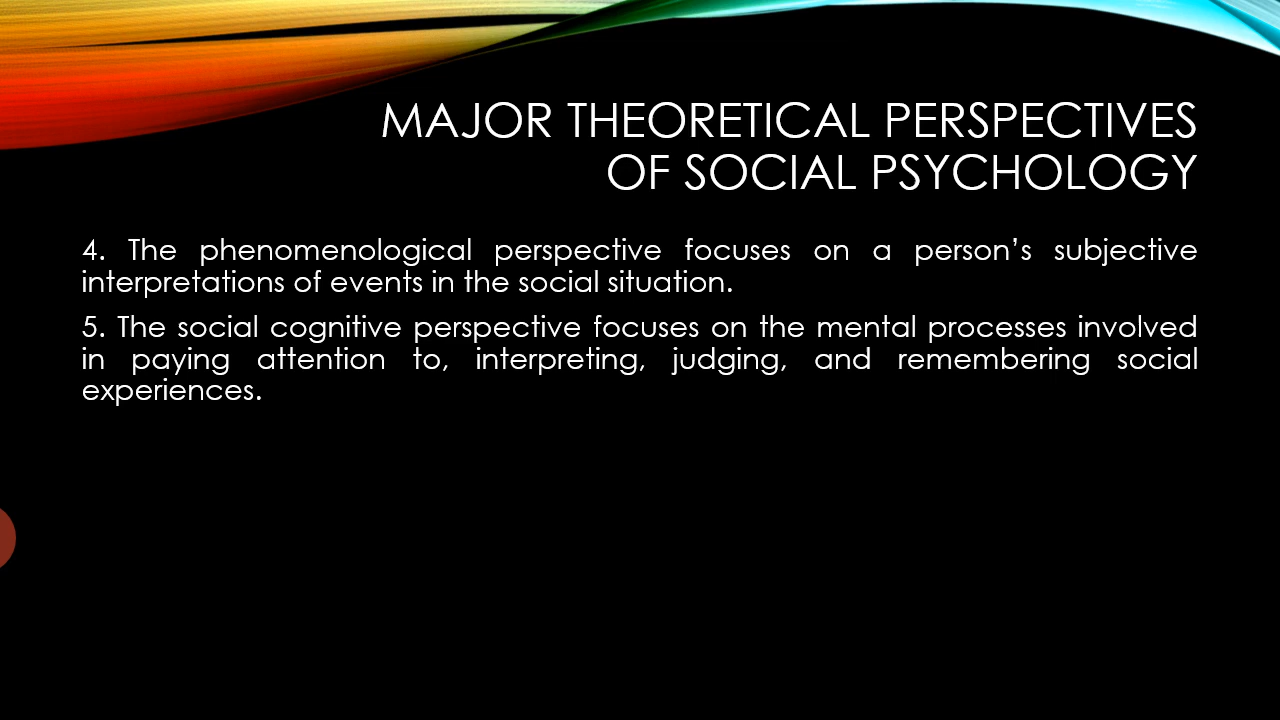 MAJOR THEORETICAL PERSPECTIVES
OF SOCIAL PSYCHOLOGY
4. The phenomenological perspective focuses on a person’s subjective
interpretations of events in the social situation.
5. The social cognitive perspective focuses on the mental processes involved
in paying attention to, interpreting, judging, and remembering social
experiences.